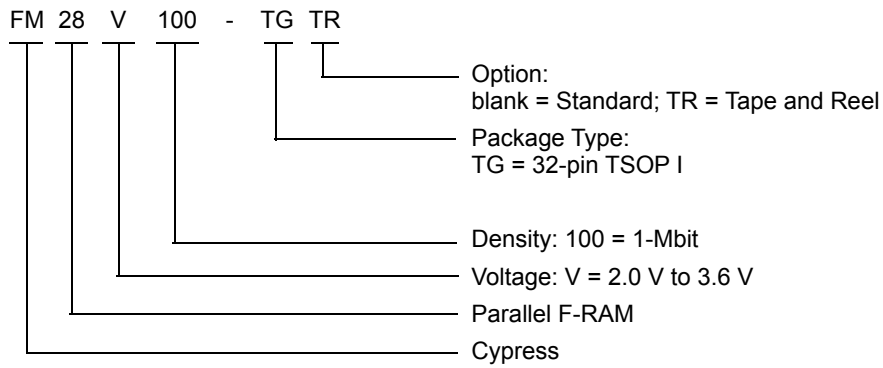 FM 28 V 100 - TG TR
Option:
blank = Standard; TR = Tape and Reel
Package Type:
TG = 32-pin TSOP I
Density: 100 = 1-Mbit
Voltage: V = 2.0 V to 3.6 V
Parallel F-RAM
Cypress